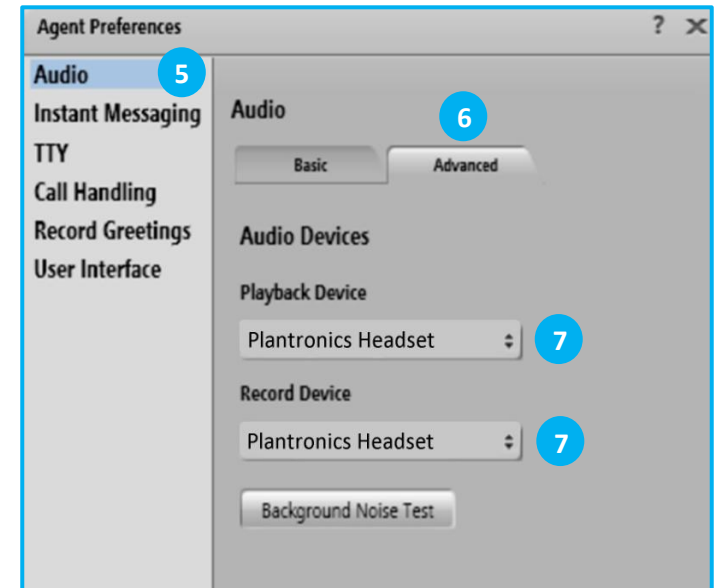 Agent Preferences ? ×
Audio 5
Instant Messaging
TTY
Call Handling
Record Greetings
User Interface
Audio
6
Basic Advanced
Audio Devices
Playback Device
Plantronics Headset 7
Record Device
Plantronics Headset 7
Background Noise Test